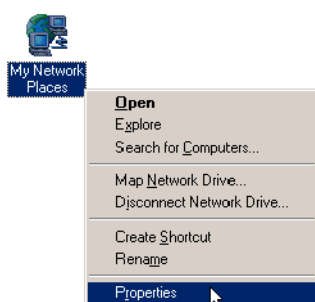 My Network
Places
Open
Explore
Search for Computers...
Map Network Drive...
Disconnect Network Drive...
Create Shortcut
Rename
Properties